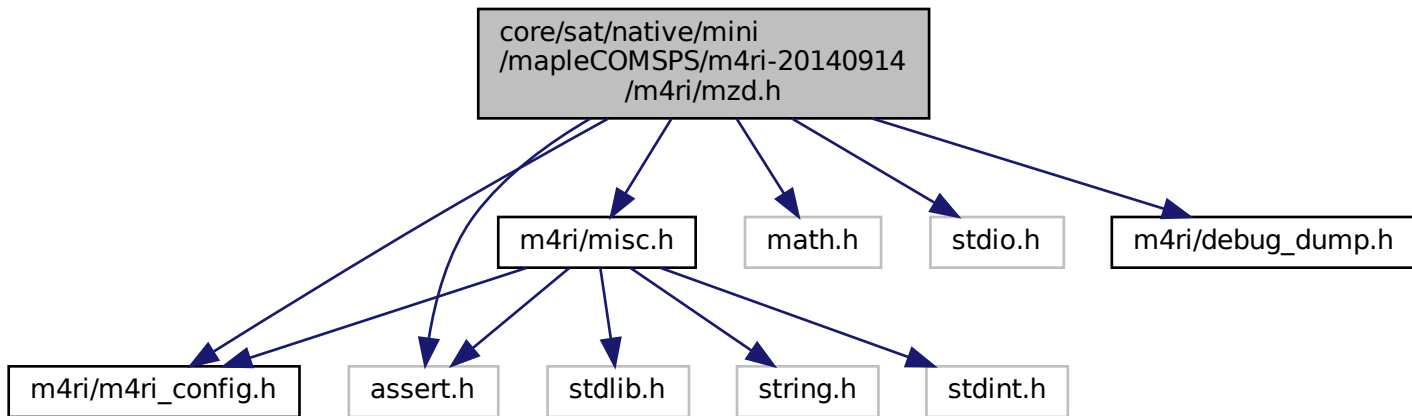 core/sat/native/mini
/mapleCOMSPS/m4ri-20140914
/m4ri/mzd.h
m4ri/misc.h
math.h
stdio.h
m4ri/debug_dump.h
m4ri/m4ri_config.h
assert.h
stdlib.h
string.h
stdint.h